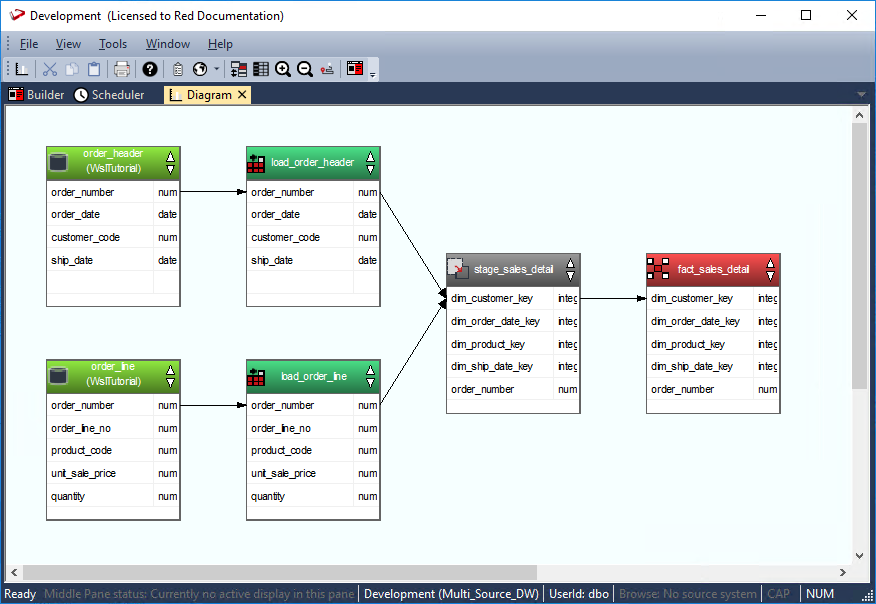 Development (Licensed to Red Documentation)
File View Tools Window Help
Builder Scheduler Diagram
order_header
(WslTutorial)
order_number num
order_date date
customer_code num
ship_date date
load_order_header
order_number num
order_date date
customer_code num
ship_date date
order_line
(WslTutorial)
order_number num
order_line_no num
product_code num
unit_sale_price num
quantity num
load_order_line
order_number num
order_line_no num
product_code num
unit_sale_price num
quantity num
stage_sales_detail
dim_customer_key integ
dim_order_date_key integ
dim_product_key integ
dim_ship_date_key integ
order_number num
fact_sales_detail
dim_customer_key integ
dim_order_date_key integ
dim_product_key integ
dim_ship_date_key integ
order_number num
Ready Middle Pane status: Currently no active display in this pane Development (Multi_Source_DW) UserId: dbo Browse: No source system CAP NUM